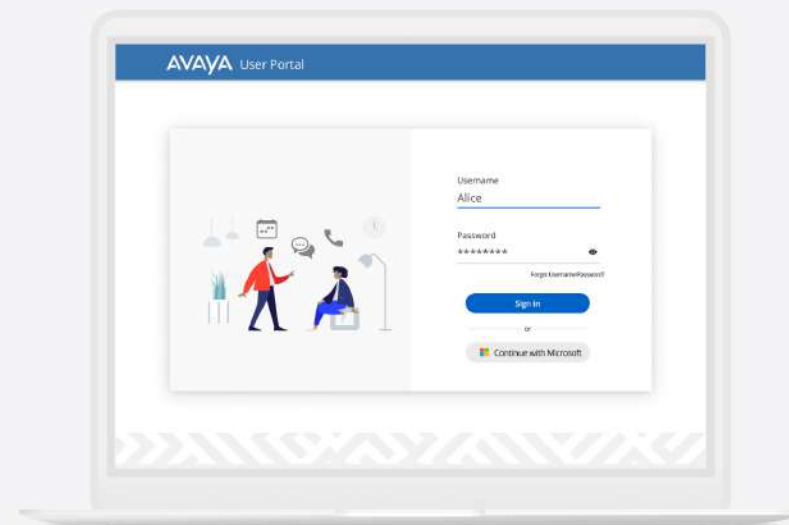 AVAYA User Portal
Username
Alice
Password
********
Forgot Username/Password?
Sign In
or
Continue with Microsoft